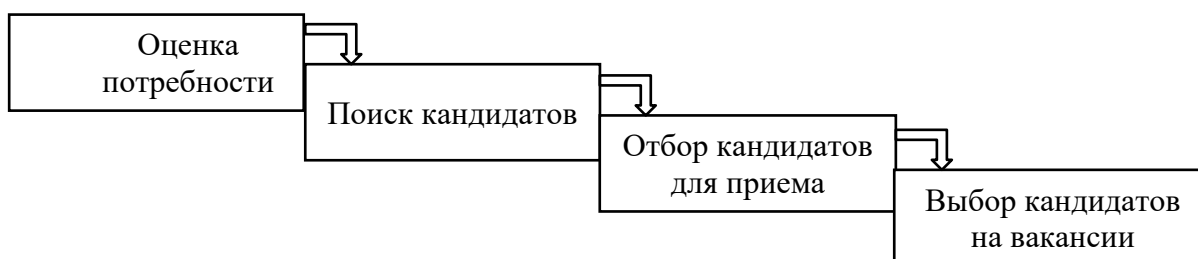 Оценка
потребности
Поиск кандидатов
Отбор кандидатов
для приема
Выбор кандидатов
на вакансии